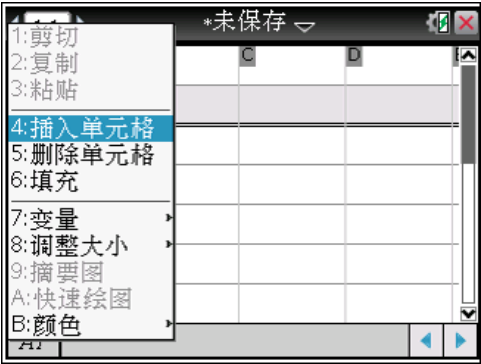 *未保存
1:剪切
2:复制
3:粘贴
4:插入单元格
5:删除单元格
6:填充
7:变量
8:调整大小
9:摘要图
A:快速绘图
B:颜色
C
D
A1